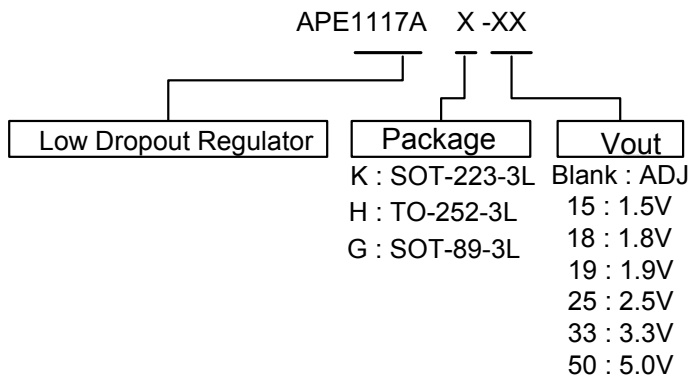 APE1117A X -XX
Low Dropout Regulator
Package
K : SOT-223-3L
H : TO-252-3L
G : SOT-89-3L
Vout
Blank : ADJ
15 : 1.5V
18 : 1.8V
19 : 1.9V
25 : 2.5V
33 : 3.3V
50 : 5.0V